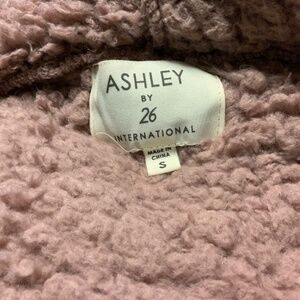 ASHLEY
BY
26
INTERNATIONAL
MADE IN
CHINA
S